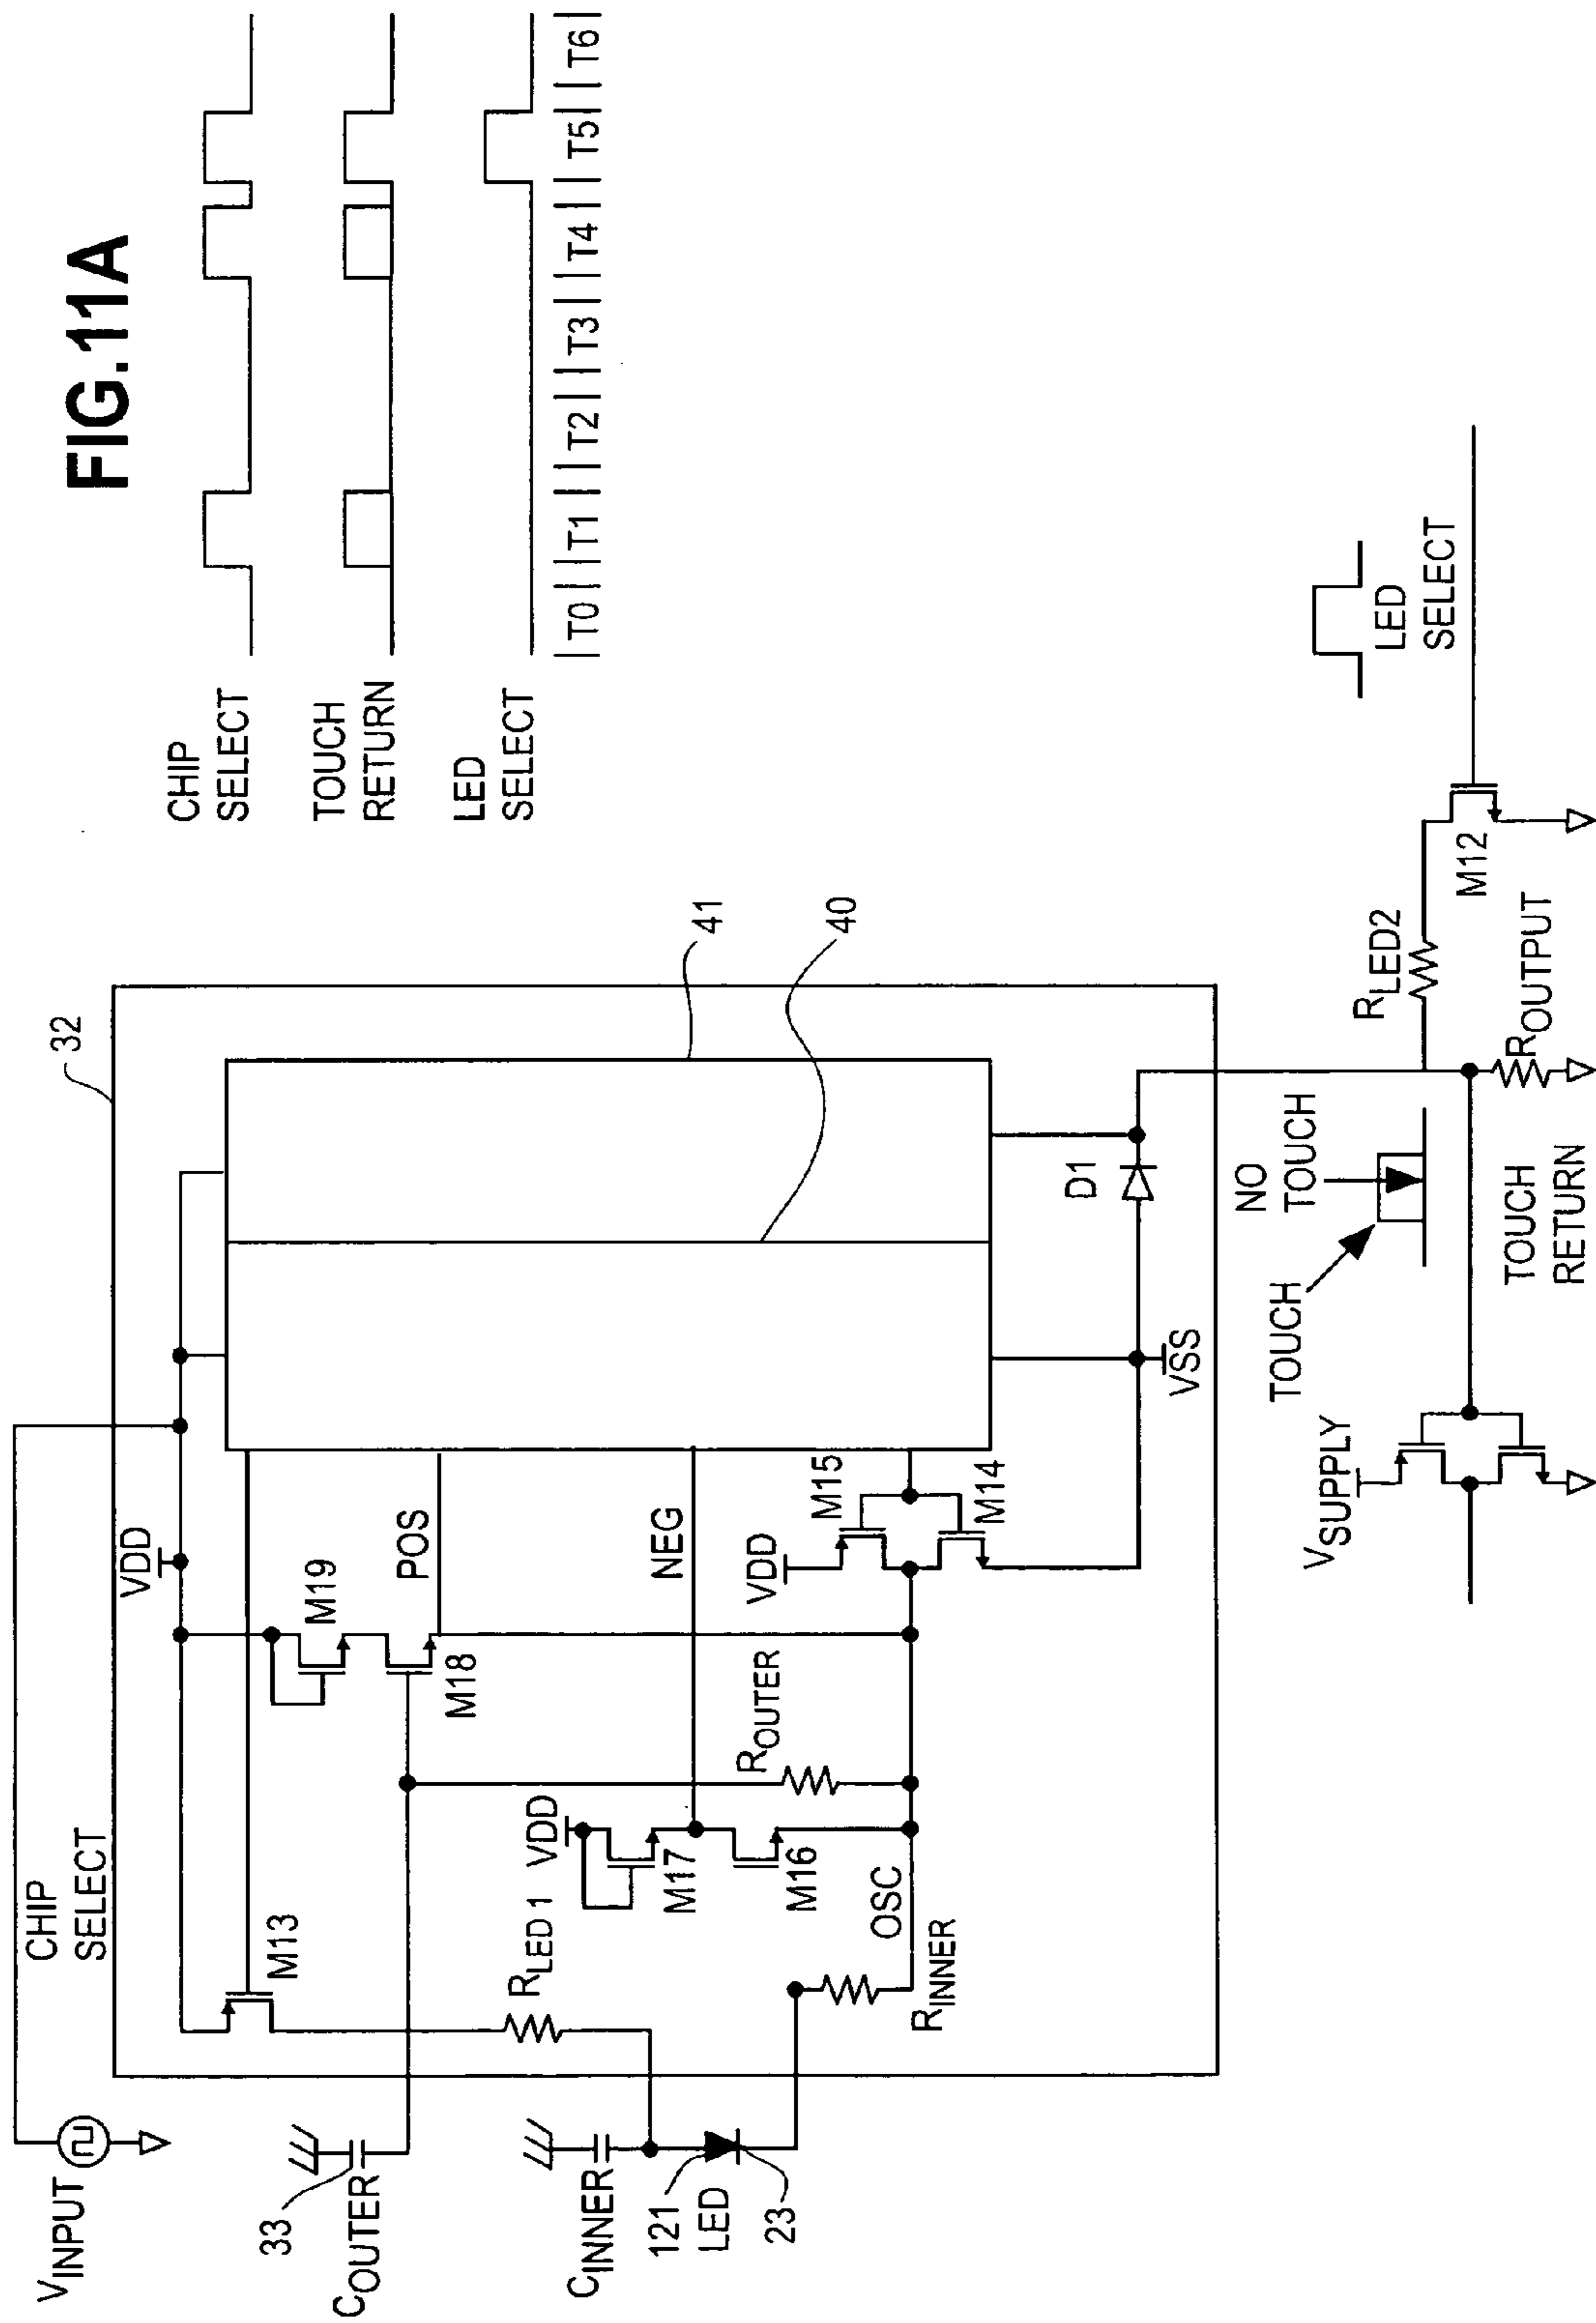 FIG.11A
CHIP
SELECT
TOUCH
RETURN
LED
SELECT
T0 T1 T2 T3 T4 T5 T6
VINPUT
CHIP
SELECT
32
VDD
M13
M19
M18
POS
33
COUTER
RLED1
CINNER
121
LED
23
VDD
M17
M16
NEG
ROUTER
OSC
RINNER
VDD
M15
M14
41
40
D1
VSS
VSUPPLY
TOUCH
NO
TOUCH
TOUCH
RETURN
RLED2
ROUTPUT
M12
LED
SELECT